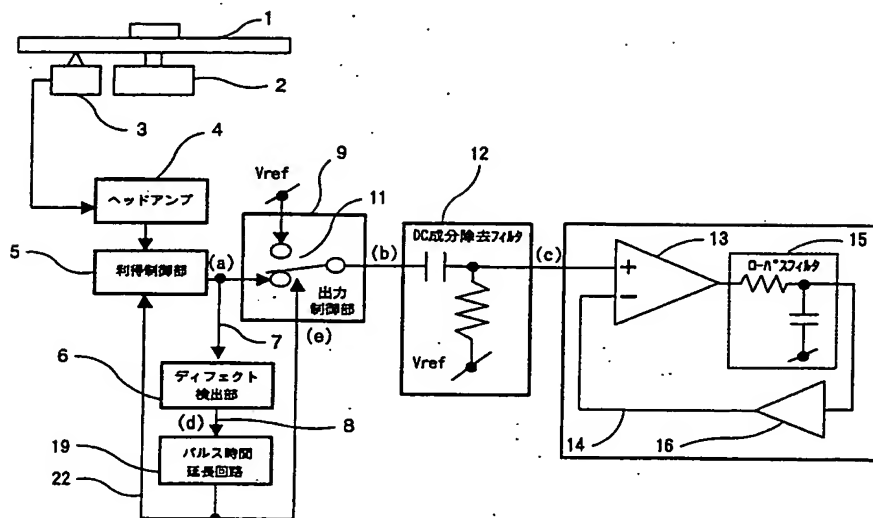 1
2
3
4
ヘッドアンプ
5
利得制御部
(a)
Vref
9
11
出力
制御部
(b)
(e)
7
6
ディフェクト
検出部
(d)
8
19
パルス時間
延長回路
22
12
DC成分除去フィルタ
Vref
(c)
13
+
−
15
ローパスフィルタ
14
16